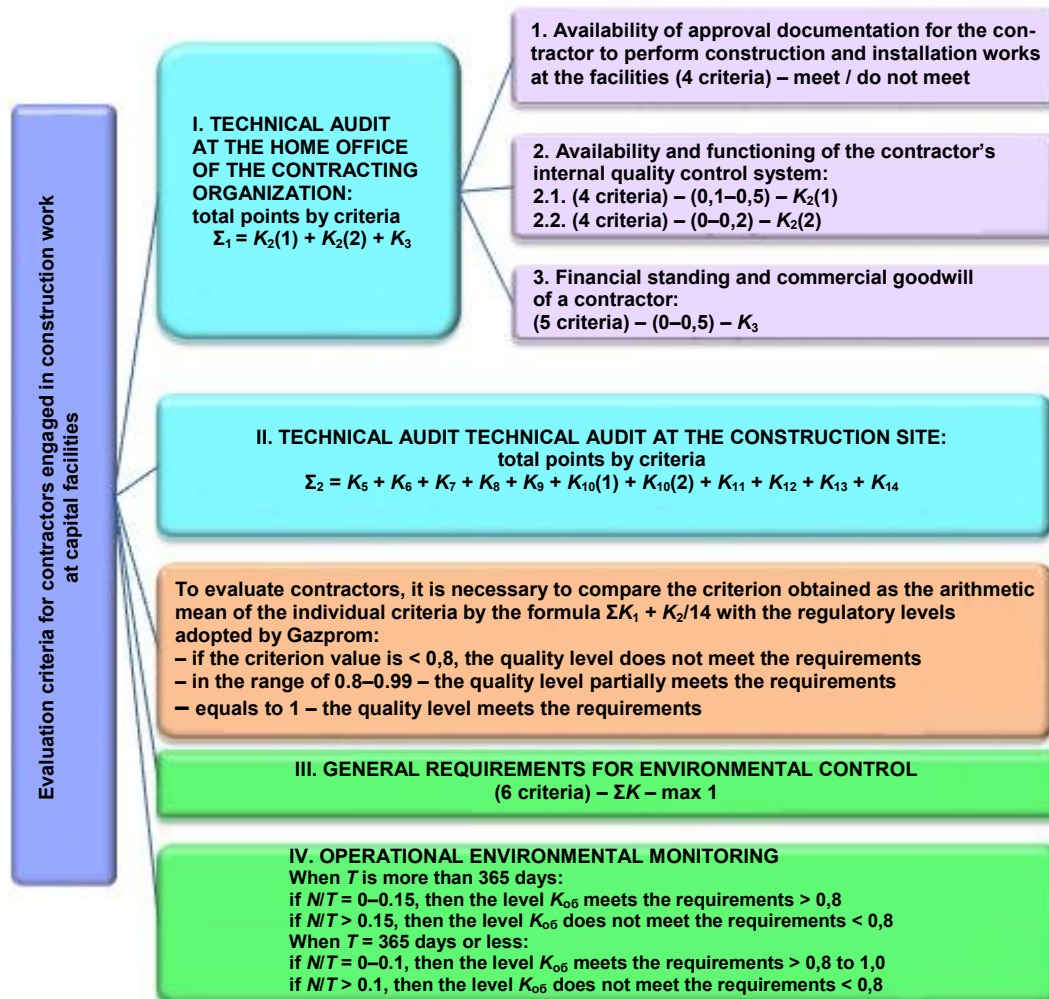 Evaluation criteria for contractors engaged in construction work
at capital facilities
I. TECHNICAL AUDIT
AT THE HOME OFFICE
OF THE CONTRACTING
ORGANIZATION:
total points by criteria
Σ₁ = K₂(1) + K₂(2) + K₃
1. Availability of approval documentation for the con-
tractor to perform construction and installation works
at the facilities (4 criteria) – meet / do not meet
2. Availability and functioning of the contractor's
internal quality control system:
2.1. (4 criteria) – (0,1–0,5) – K₂(1)
2.2. (4 criteria) – (0–0,2) – K₂(2)
3. Financial standing and commercial goodwill
of a contractor:
(5 criteria) – (0–0,5) – K₃
II. TECHNICAL AUDIT TECHNICAL AUDIT AT THE CONSTRUCTION SITE:
total points by criteria
Σ₂ = K₅ + K₆ + K₇ + K₈ + K₉ + K₁₀(1) + K₁₀(2) + K₁₁ + K₁₂ + K₁₃ + K₁₄
To evaluate contractors, it is necessary to compare the criterion obtained as the arithmetic
mean of the individual criteria by the formula ΣK₁ + K₂/14 with the regulatory levels
adopted by Gazprom:
– if the criterion value is < 0,8, the quality level does not meet the requirements
– in the range of 0.8–0.99 – the quality level partially meets the requirements
– equals to 1 – the quality level meets the requirements
III. GENERAL REQUIREMENTS FOR ENVIRONMENTAL CONTROL
(6 criteria) – ΣK – max 1
IV. OPERATIONAL ENVIRONMENTAL MONITORING
When T is more than 365 days:
if N/T = 0–0.15, then the level Kоб meets the requirements > 0,8
if N/T > 0.15, then the level Kоб does not meet the requirements < 0,8
When T = 365 days or less:
if N/T = 0–0.1, then the level Kоб meets the requirements > 0,8 to 1,0
if N/T > 0.1, then the level Kоб does not meet the requirements < 0,8